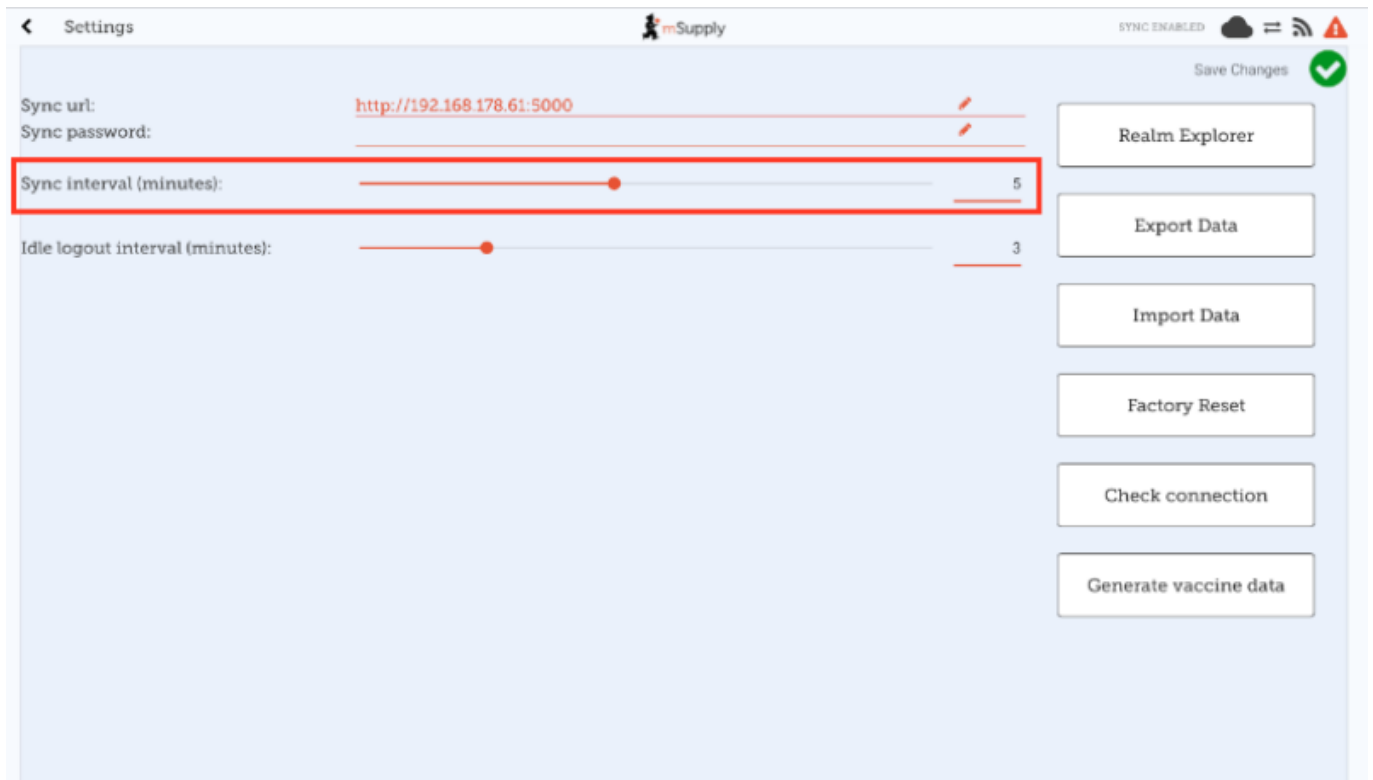 Settings
mSupply
SYNC ENABLED
Save Changes
Sync url:
http://192.168.178.61:5000
Sync password:
Sync interval (minutes):
5
Idle logout interval (minutes):
3
Realm Explorer
Export Data
Import Data
Factory Reset
Check connection
Generate vaccine data